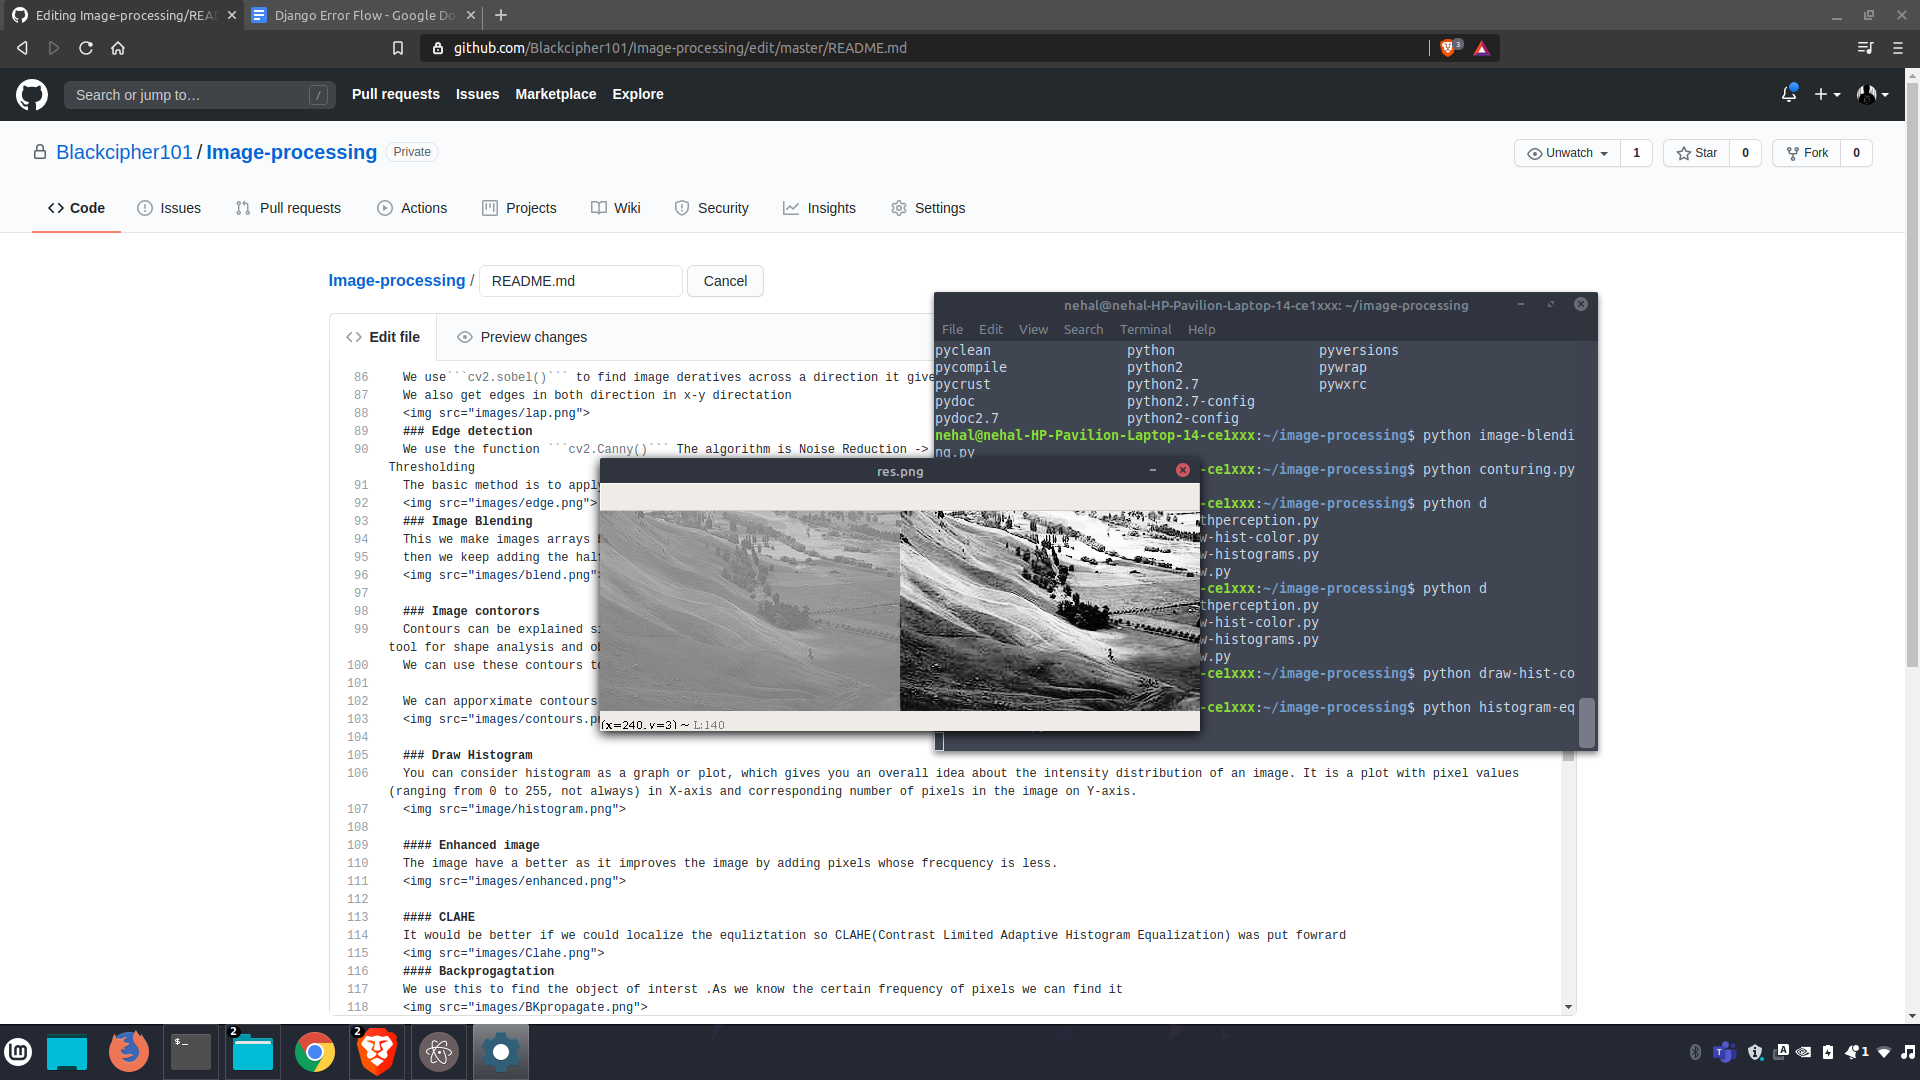 Editing Image-processing/REA
Django Error Flow - Google Do
github.com/Blackcipher101/Image-processing/edit/master/README.md
3
Search or jump to…
/
Pull requests
Issues
Marketplace
Explore
Blackcipher101 / Image-processing
Private
Unwatch
1
Star
0
Fork
0
Code
Issues
Pull requests
Actions
Projects
Wiki
Security
Insights
Settings
Image-processing /
README.md
Cancel
Edit file
Preview changes
86 We use```cv2.sobel()``` to find image deratives across a direction it give
87 We also get edges in both direction in x-y directation
88 <img src="images/lap.png">
89 ### Edge detection
90 We use the function ```cv2.Canny()``` The algorithm is Noise Reduction ->
Thresholding
91 The basic method is to apply
92 <img src="images/edge.png">
93 ### Image Blending
94 This we make images arrays
95 then we keep adding the hal
96 <img src="images/blend.png"
97
98 ### Image contorors
99 Contours can be explained s
tool for shape analysis and o
100 We can use these contours t
101
102 We can apporximate contours
103 <img src="images/contours.p
104
105 ### Draw Histogram
106 You can consider histogram as a graph or plot, which gives you an overall idea about the intensity distribution of an image. It is a plot with pixel values
(ranging from 0 to 255, not always) in X-axis and corresponding number of pixels in the image on Y-axis.
107 <img src="image/histogram.png">
108
109 #### Enhanced image
110 The image have a better as it improves the image by adding pixels whose frecquency is less.
111 <img src="images/enhanced.png">
112
113 #### CLAHE
114 It would be better if we could localize the equliztation so CLAHE(Contrast Limited Adaptive Histogram Equalization) was put fowrard
115 <img src="images/Clahe.png">
116 #### Backprogagtation
117 We use this to find the object of interst .As we know the certain frequency of pixels we can find it
118 <img src="images/BKpropagate.png">
nehal@nehal-HP-Pavilion-Laptop-14-ce1xxx: ~/image-processing
File Edit View Search Terminal Help
pyclean python pyversions
pycompile python2 pywrap
pycrust python2.7 pywxrc
pydoc python2.7-config
pydoc2.7 python2-config
nehal@nehal-HP-Pavilion-Laptop-14-ce1xxx:~/image-processing$ python image-blendi
ng.py
-ce1xxx:~/image-processing$ python conturing.py
-ce1xxx:~/image-processing$ python d
thperception.py
w-hist-color.py
w-histograms.py
w.py
-ce1xxx:~/image-processing$ python d
thperception.py
w-hist-color.py
w-histograms.py
w.py
-ce1xxx:~/image-processing$ python draw-hist-co
-ce1xxx:~/image-processing$ python histogram-eq
res.png
(x=240, y=3) ~ L:140
2
2
1